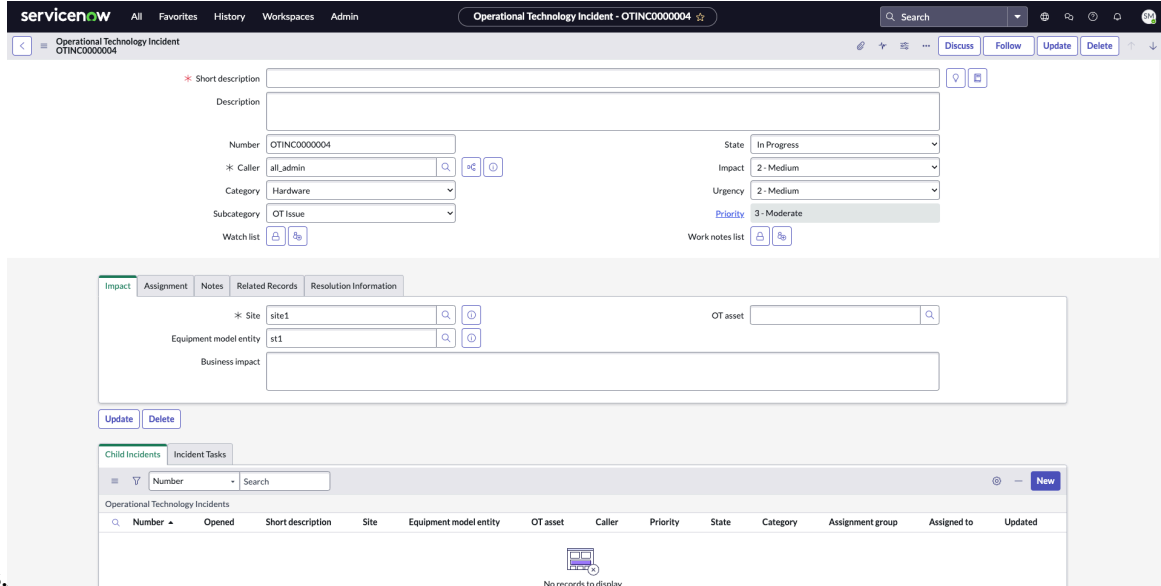 servicenow All Favorites History Workspaces Admin Operational Technology Incident - OTINC0000004 Search SM
Operational Technology Incident
OTINC0000004
Discuss Follow Update Delete
Short description
Description
Number OTINC0000004 State In Progress
Caller all_admin Impact 2 - Medium
Category Hardware Urgency 2 - Medium
Subcategory OT Issue Priority 3 - Moderate
Watch list Work notes list
Impact Assignment Notes Related Records Resolution Information
Site site1 OT asset
Equipment model entity st1
Business impact
Update Delete
Child Incidents Incident Tasks
Number Search New
Operational Technology Incidents
Number Opened Short description Site Equipment model entity OT asset Caller Priority State Category Assignment group Assigned to Updated
No records to display